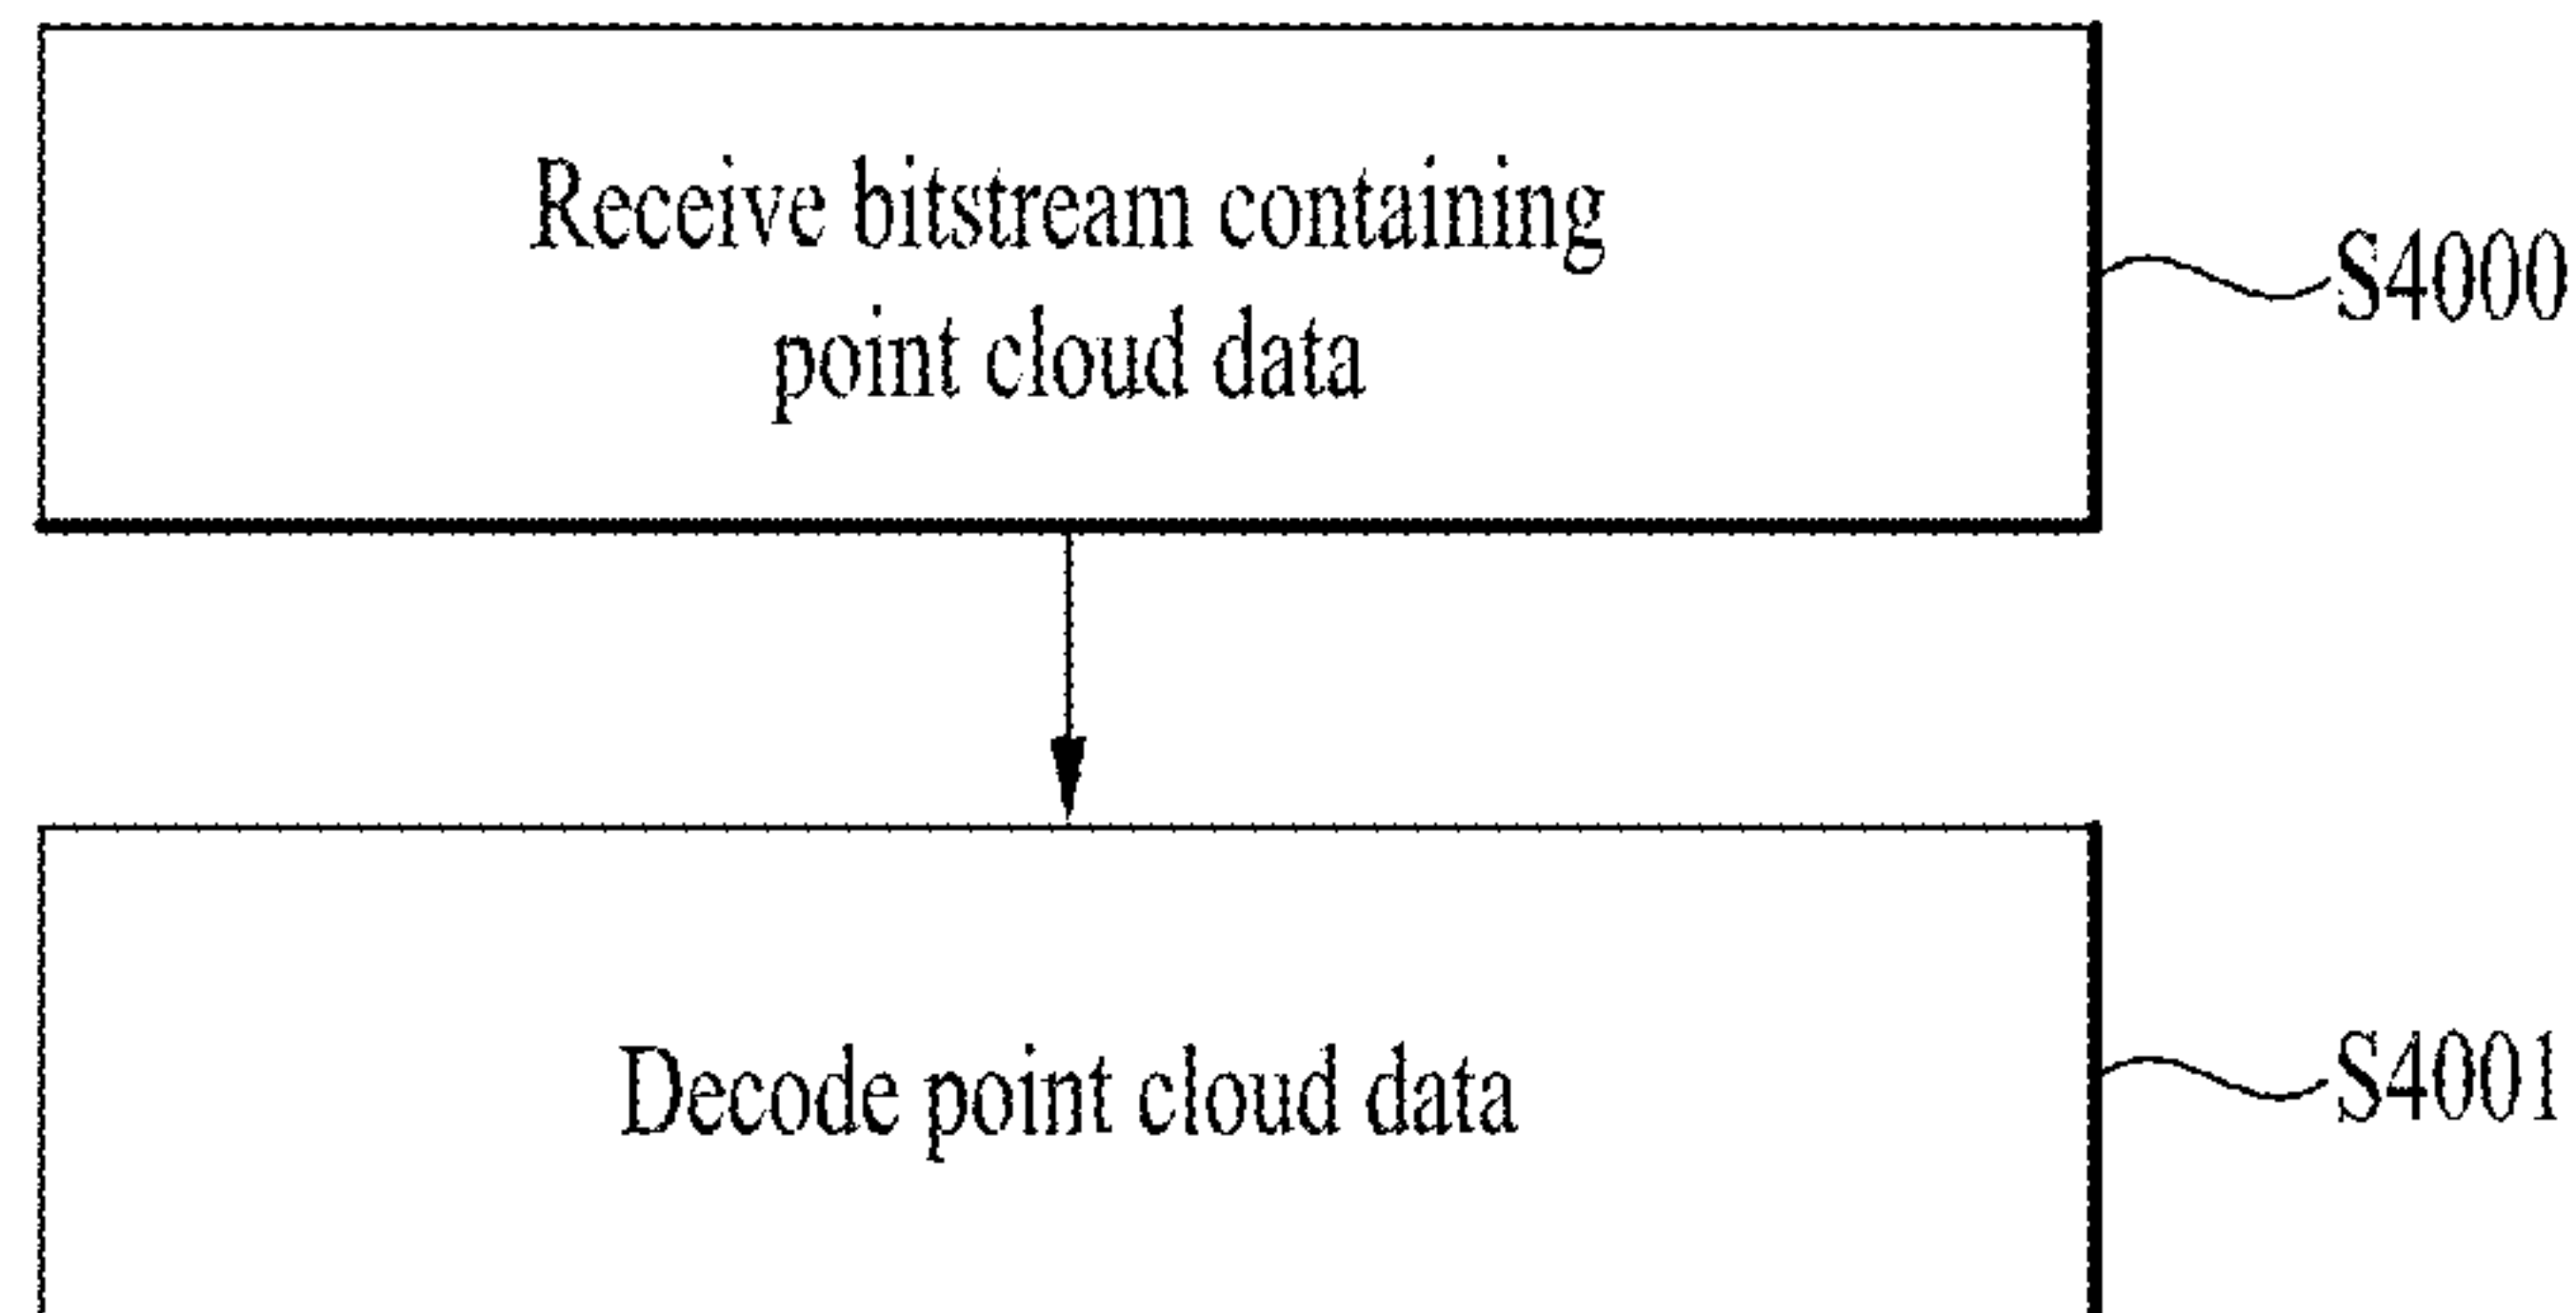 Receive bitstream containing
point cloud data
S4000
Decode point cloud data
S4001